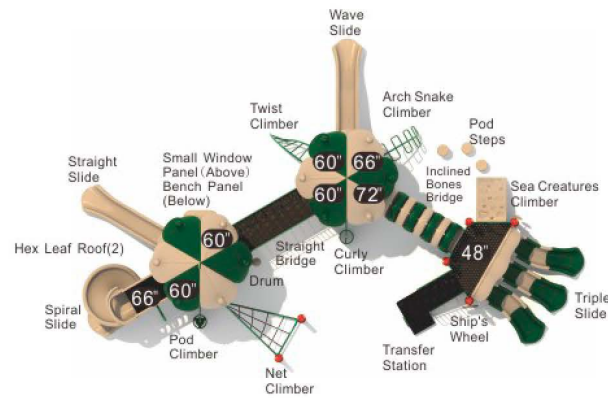 Wave
Slide
Twist
Climber
Arch Snake
Climber
Pod
Steps
Straight
Slide
Small Window
Panel (Above)
Bench Panel
(Below)
60"
66"
60"
72"
Inclined
Bones
Bridge
Sea Creatures
Climber
Hex Leaf Roof(2)
60"
Straight
Bridge
Curly
Climber
48"
Drum
66"
60"
Spiral
Slide
Pod
Climber
Net
Climber
Transfer
Station
Ship's
Wheel
Triple
Slide